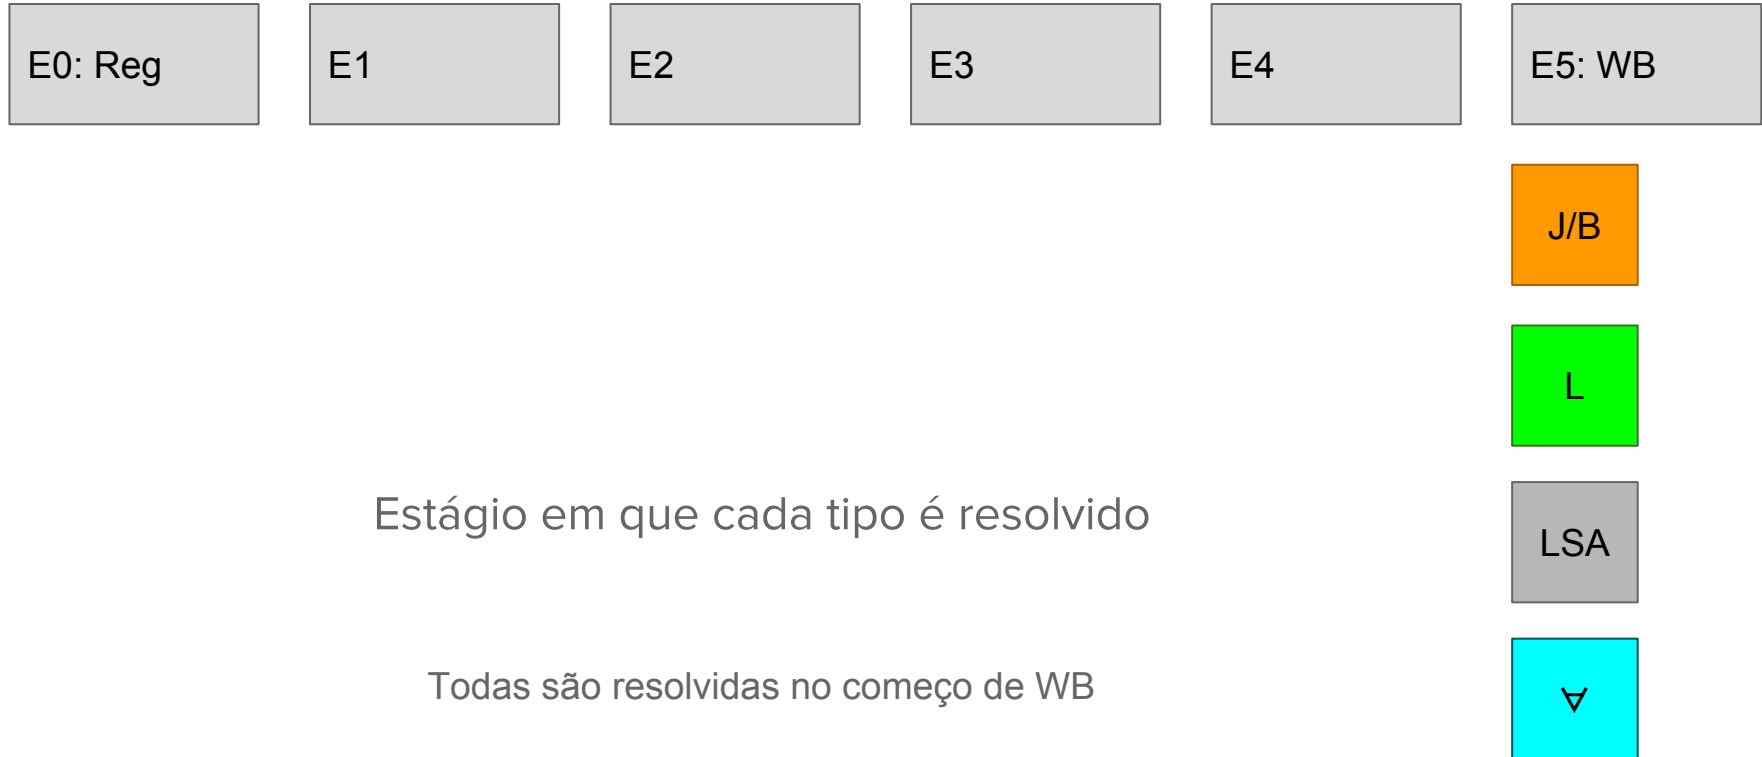 E0: Reg
E1
E2
E3
E4
E5: WB
J/B
L
Estágio em que cada tipo é resolvido
LSA
Todas são resolvidas no começo de WB
∀